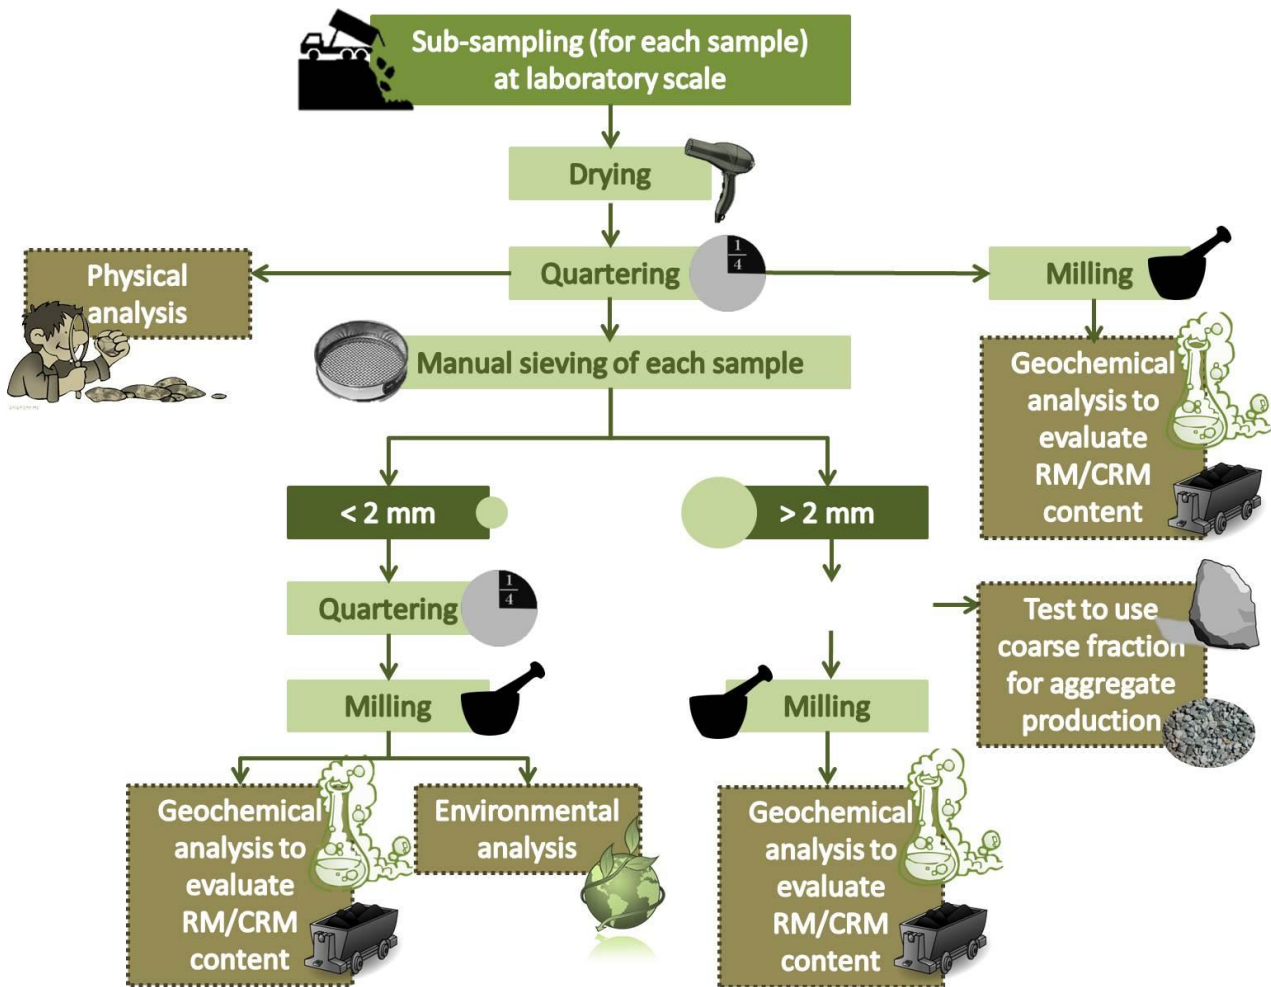 Sub-sampling (for each sample)
at laboratory scale
Drying
Physical
analysis
Quartering
1
4
Milling
Manual sieving of each sample
Geochemical
analysis to
evaluate
RM/CRM
content
< 2 mm
> 2 mm
Quartering
1
4
Test to use
coarse fraction
for aggregate
production
Milling
Milling
Geochemical
analysis to
evaluate
RM/CRM
content
Environmental
analysis
Geochemical
analysis to
evaluate
RM/CRM
content